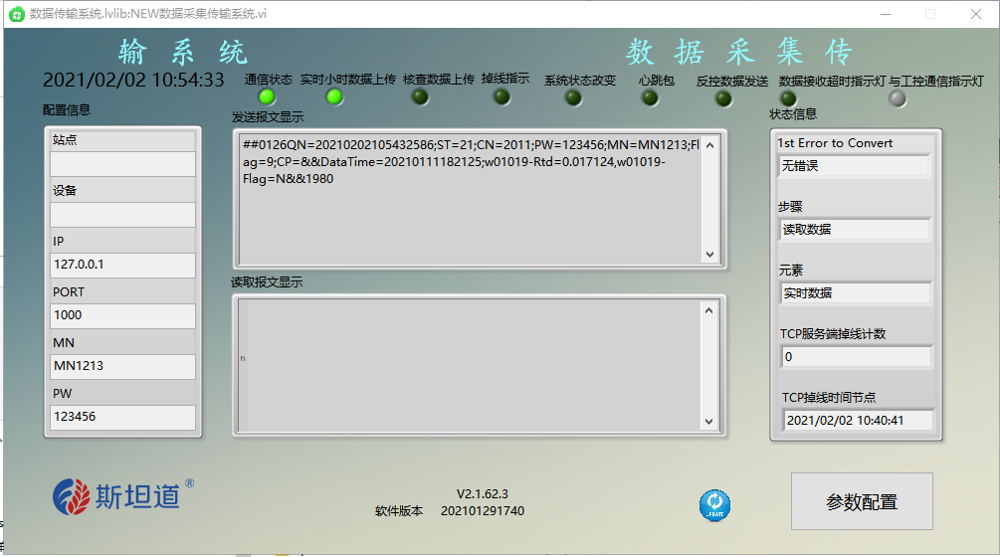 数据传输系统.lvlib:NEW数据采集传输系统.vi
输系统
数据采集传
2021/02/02 10:54:33
通信状态
实时小时数据上传
核查数据上传
掉线指示
系统状态改变
心跳包
反控数据发送
数据接收超时指示灯
与工控通信指示灯
配置信息
站点
设备
IP
127.0.0.1
PORT
1000
MN
MN1213
PW
123456
发送报文显示
##0126QN=20210202105432586;ST=21;CN=2011;PW=123456;MN=MN1213;Fl
ag=9;CP=&&DataTime=20210111182125;w01019-Rtd=0.017124,w01019-
Flag=N&&1980
读取报文显示
n
状态信息
1st Error to Convert
无错误
步骤
读取数据
元素
实时数据
TCP服务端掉线计数
0
TCP掉线时间节点
2021/02/02 10:40:41
斯坦道®
V2.1.62.3
软件版本 202101291740
UPDATE
参数配置